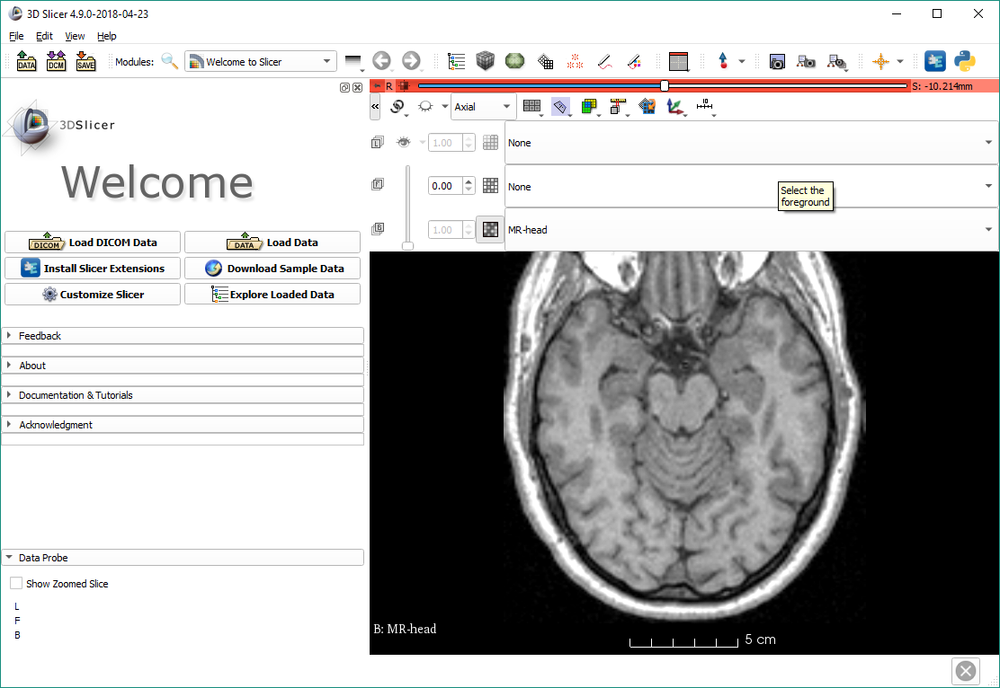 3D Slicer 4.9.0-2018-04-23
File Edit View Help
DATA DCM SAVE Modules: Welcome to Slicer
R S: -10.214mm
Axial
3DSlicer
Welcome
L 1.00 None
F 0.00 None
Select the
foreground
B 1.00 MR-head
DICOM Load DICOM Data DATA Load Data
Install Slicer Extensions Download Sample Data
Customize Slicer Explore Loaded Data
Feedback
About
Documentation & Tutorials
Acknowledgment
Data Probe
Show Zoomed Slice
L
F
B
B: MR-head
5 cm